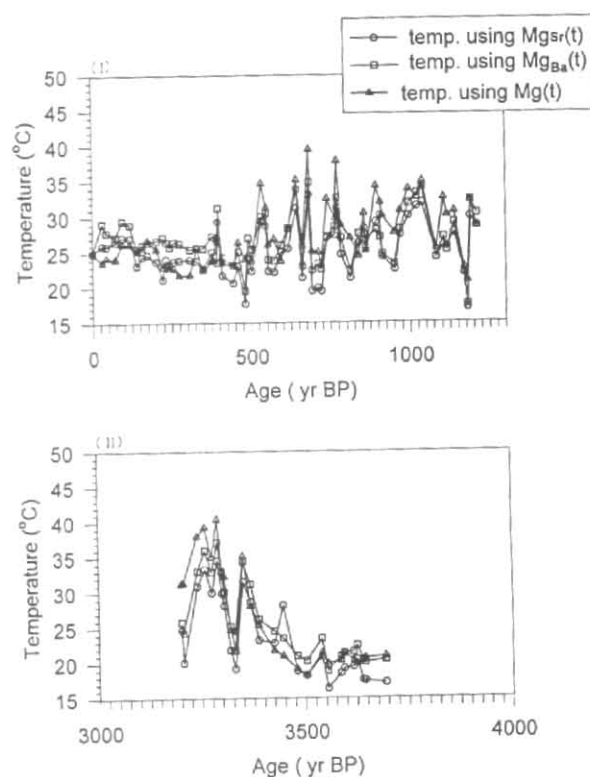 temp. using MgSr(t)
temp. using MgBa(t)
temp. using Mg(t)
(I)
50
45
40
35
30
25
20
15
Temperature (°C)
0 500 1000
Age ( yr BP)
(II)
50
45
40
35
30
25
20
15
Temperature (°C)
3000 3500 4000
Age ( yr BP)